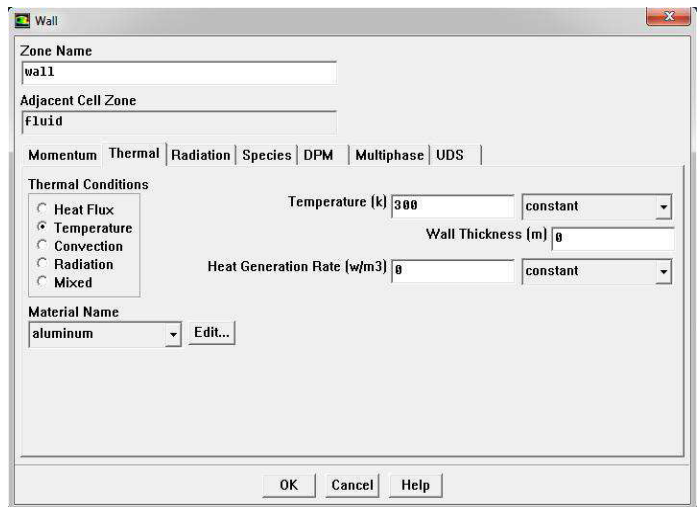 Wall
Zone Name
wall
Adjacent Cell Zone
fluid
Momentum Thermal Radiation Species DPM Multiphase UDS
Thermal Conditions
Heat Flux
Temperature
Convection
Radiation
Mixed
Temperature (k) 300 constant
Wall Thickness (m) 0
Heat Generation Rate (w/m3) 0 constant
Material Name
aluminum Edit...
OK Cancel Help